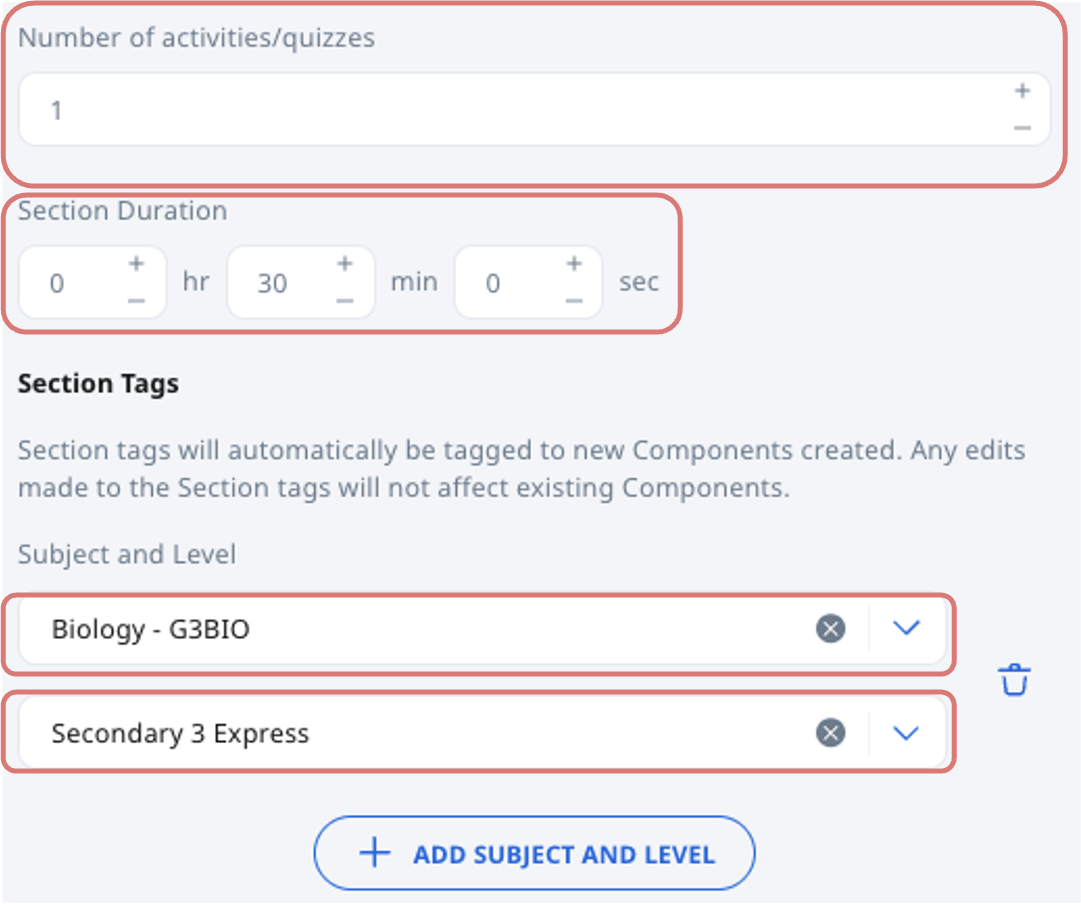 Number of activities/quizzes
1
Section Duration
0 hr 30 min 0 sec
Section Tags
Section tags will automatically be tagged to new Components created. Any edits
made to the Section tags will not affect existing Components.
Subject and Level
Biology - G3BIO
Secondary 3 Express
ADD SUBJECT AND LEVEL